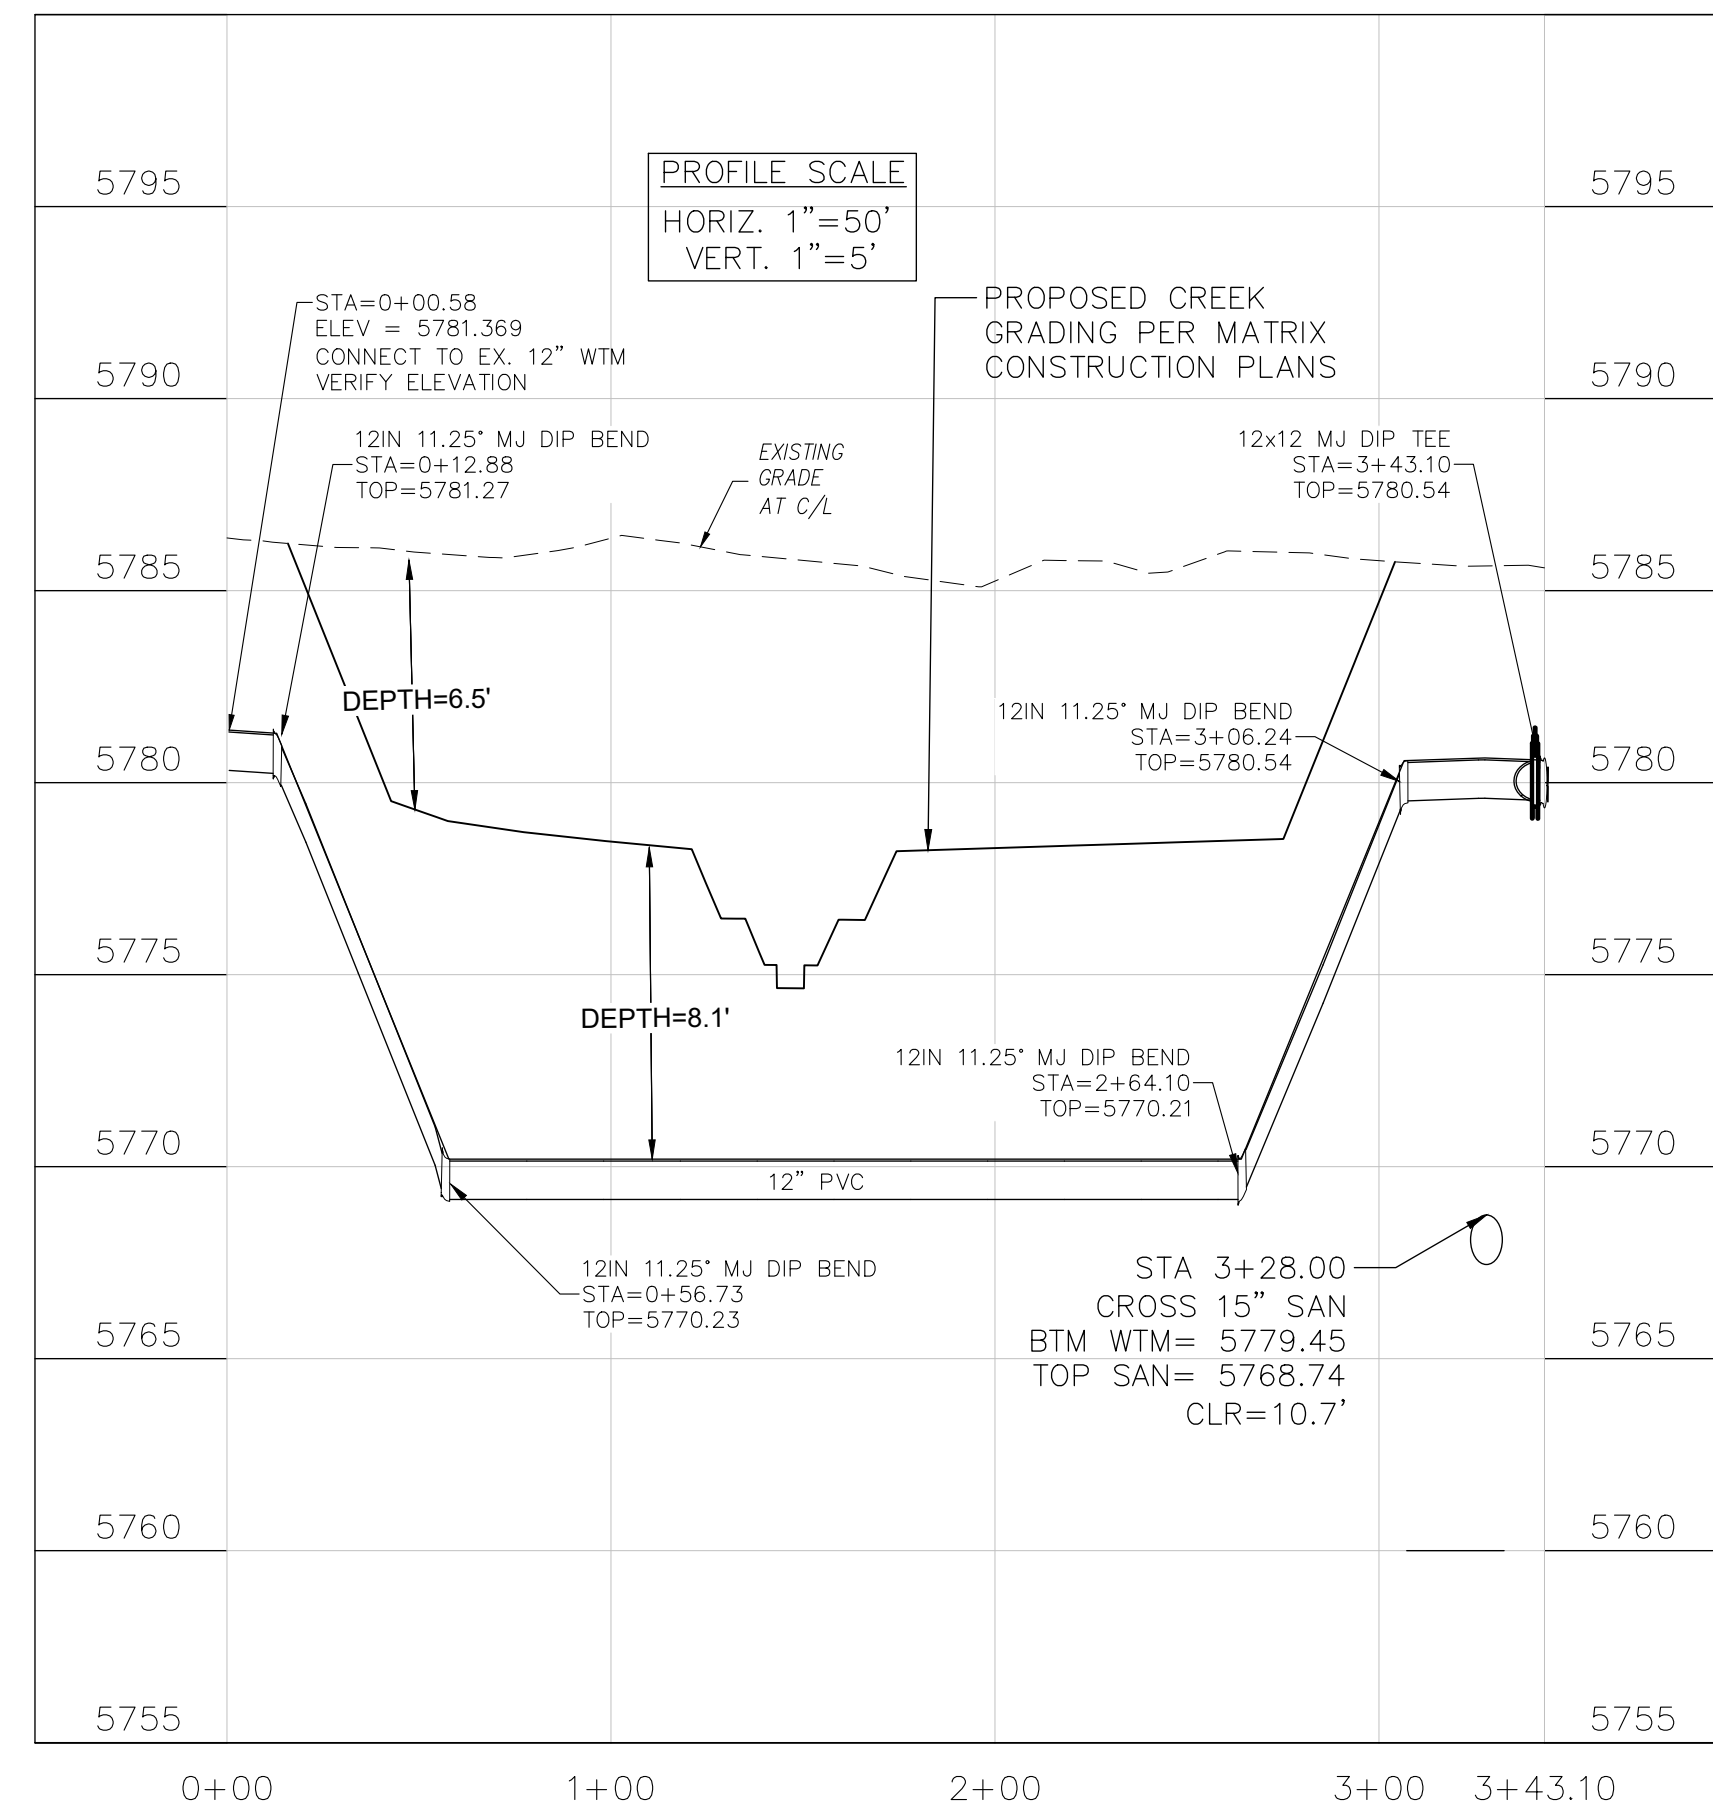 PROFILE SCALE
HORIZ. 1"=50'
VERT. 1"=5'
5795
5795
STA=0+00.58
ELEV = 5781.369
CONNECT TO EX. 12" WTM
VERIFY ELEVATION
PROPOSED CREEK
GRADING PER MATRIX
CONSTRUCTION PLANS
5790
5790
12IN 11.25° MJ DIP BEND
STA=0+12.88
TOP=5781.27
EXISTING
GRADE
AT C/L
12x12 MJ DIP TEE
STA=3+43.10
TOP=5780.54
5785
5785
DEPTH=6.5'
12IN 11.25° MJ DIP BEND
STA=3+06.24
TOP=5780.54
5780
5780
5775
5775
DEPTH=8.1'
12IN 11.25° MJ DIP BEND
STA=2+64.10
TOP=5770.21
5770
5770
12" PVC
12IN 11.25° MJ DIP BEND
STA=0+56.73
TOP=5770.23
STA 3+28.00
CROSS 15" SAN
BTM WTM= 5779.45
TOP SAN= 5768.74
CLR=10.7'
5765
5765
5760
5760
5755
5755
0+00
1+00
2+00
3+00
3+43.10